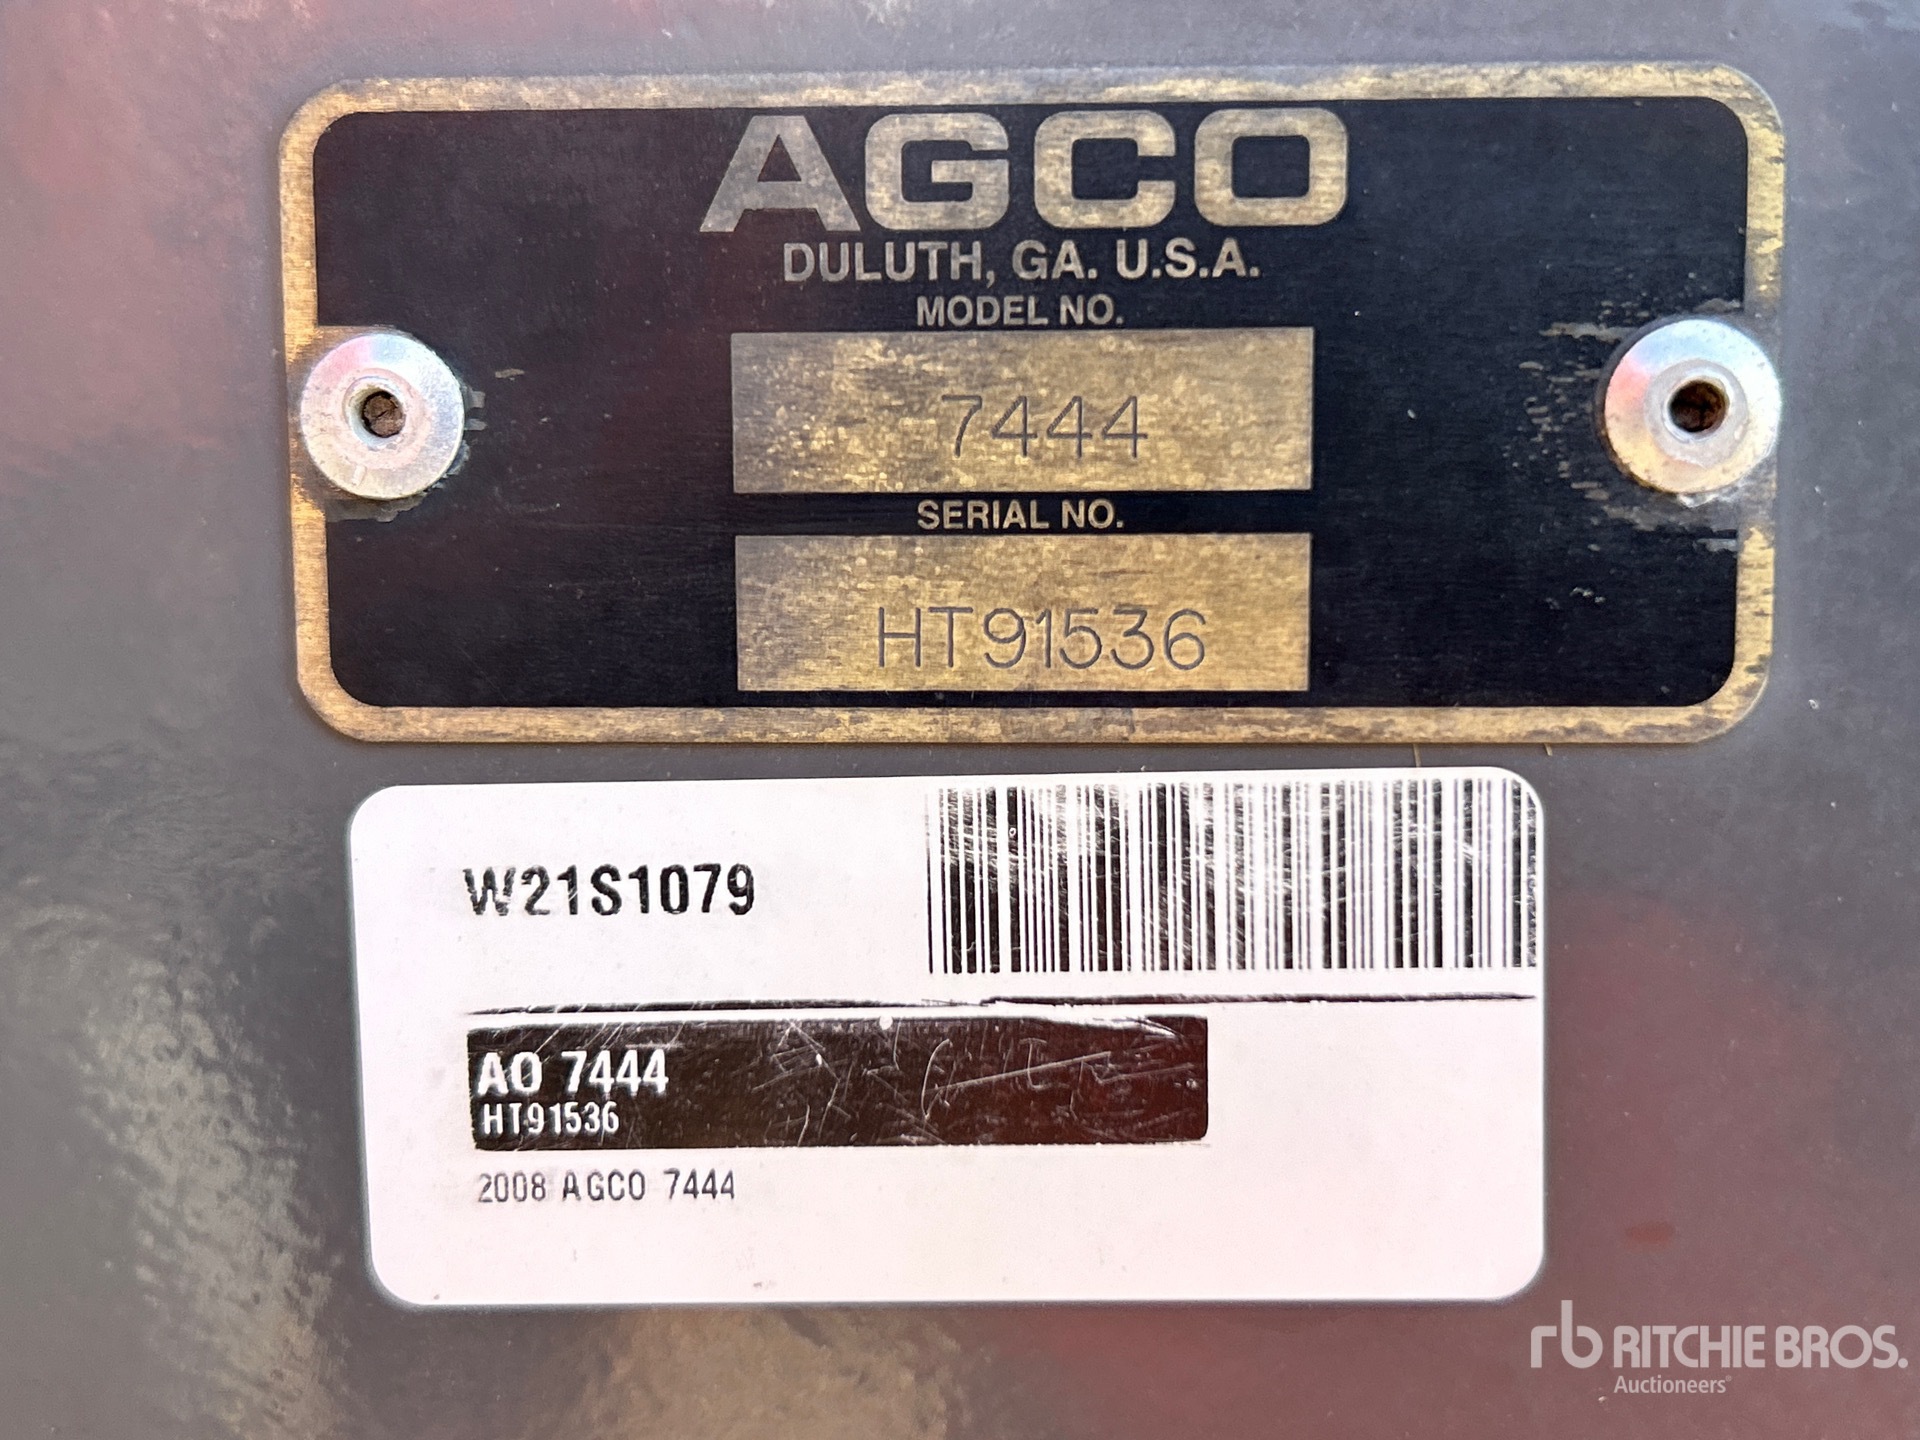 AGCO
DULUTH, GA. U.S.A.
MODEL NO.
7444
SERIAL NO.
HT91536
W21S1079
AO 7444
HT91536
2008 AGCO 7444
rb RITCHIE BROS.
Auctioneers